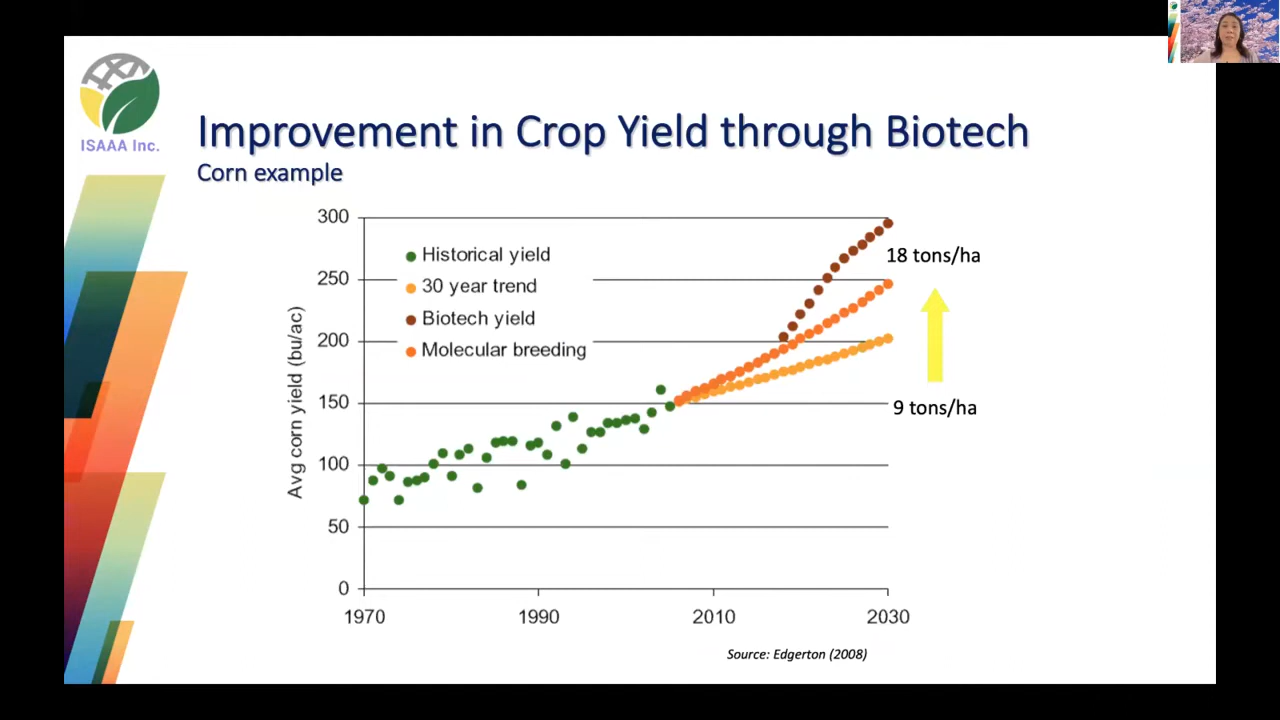 ISAAA Inc.
Improvement in Crop Yield through Biotech
Corn example
Avg corn yield (bu/ac)
300
250
200
150
100
50
0
Historical yield
30 year trend
Biotech yield
Molecular breeding
18 tons/ha
9 tons/ha
1970
1990
2010
2030
Source: Edgerton (2008)